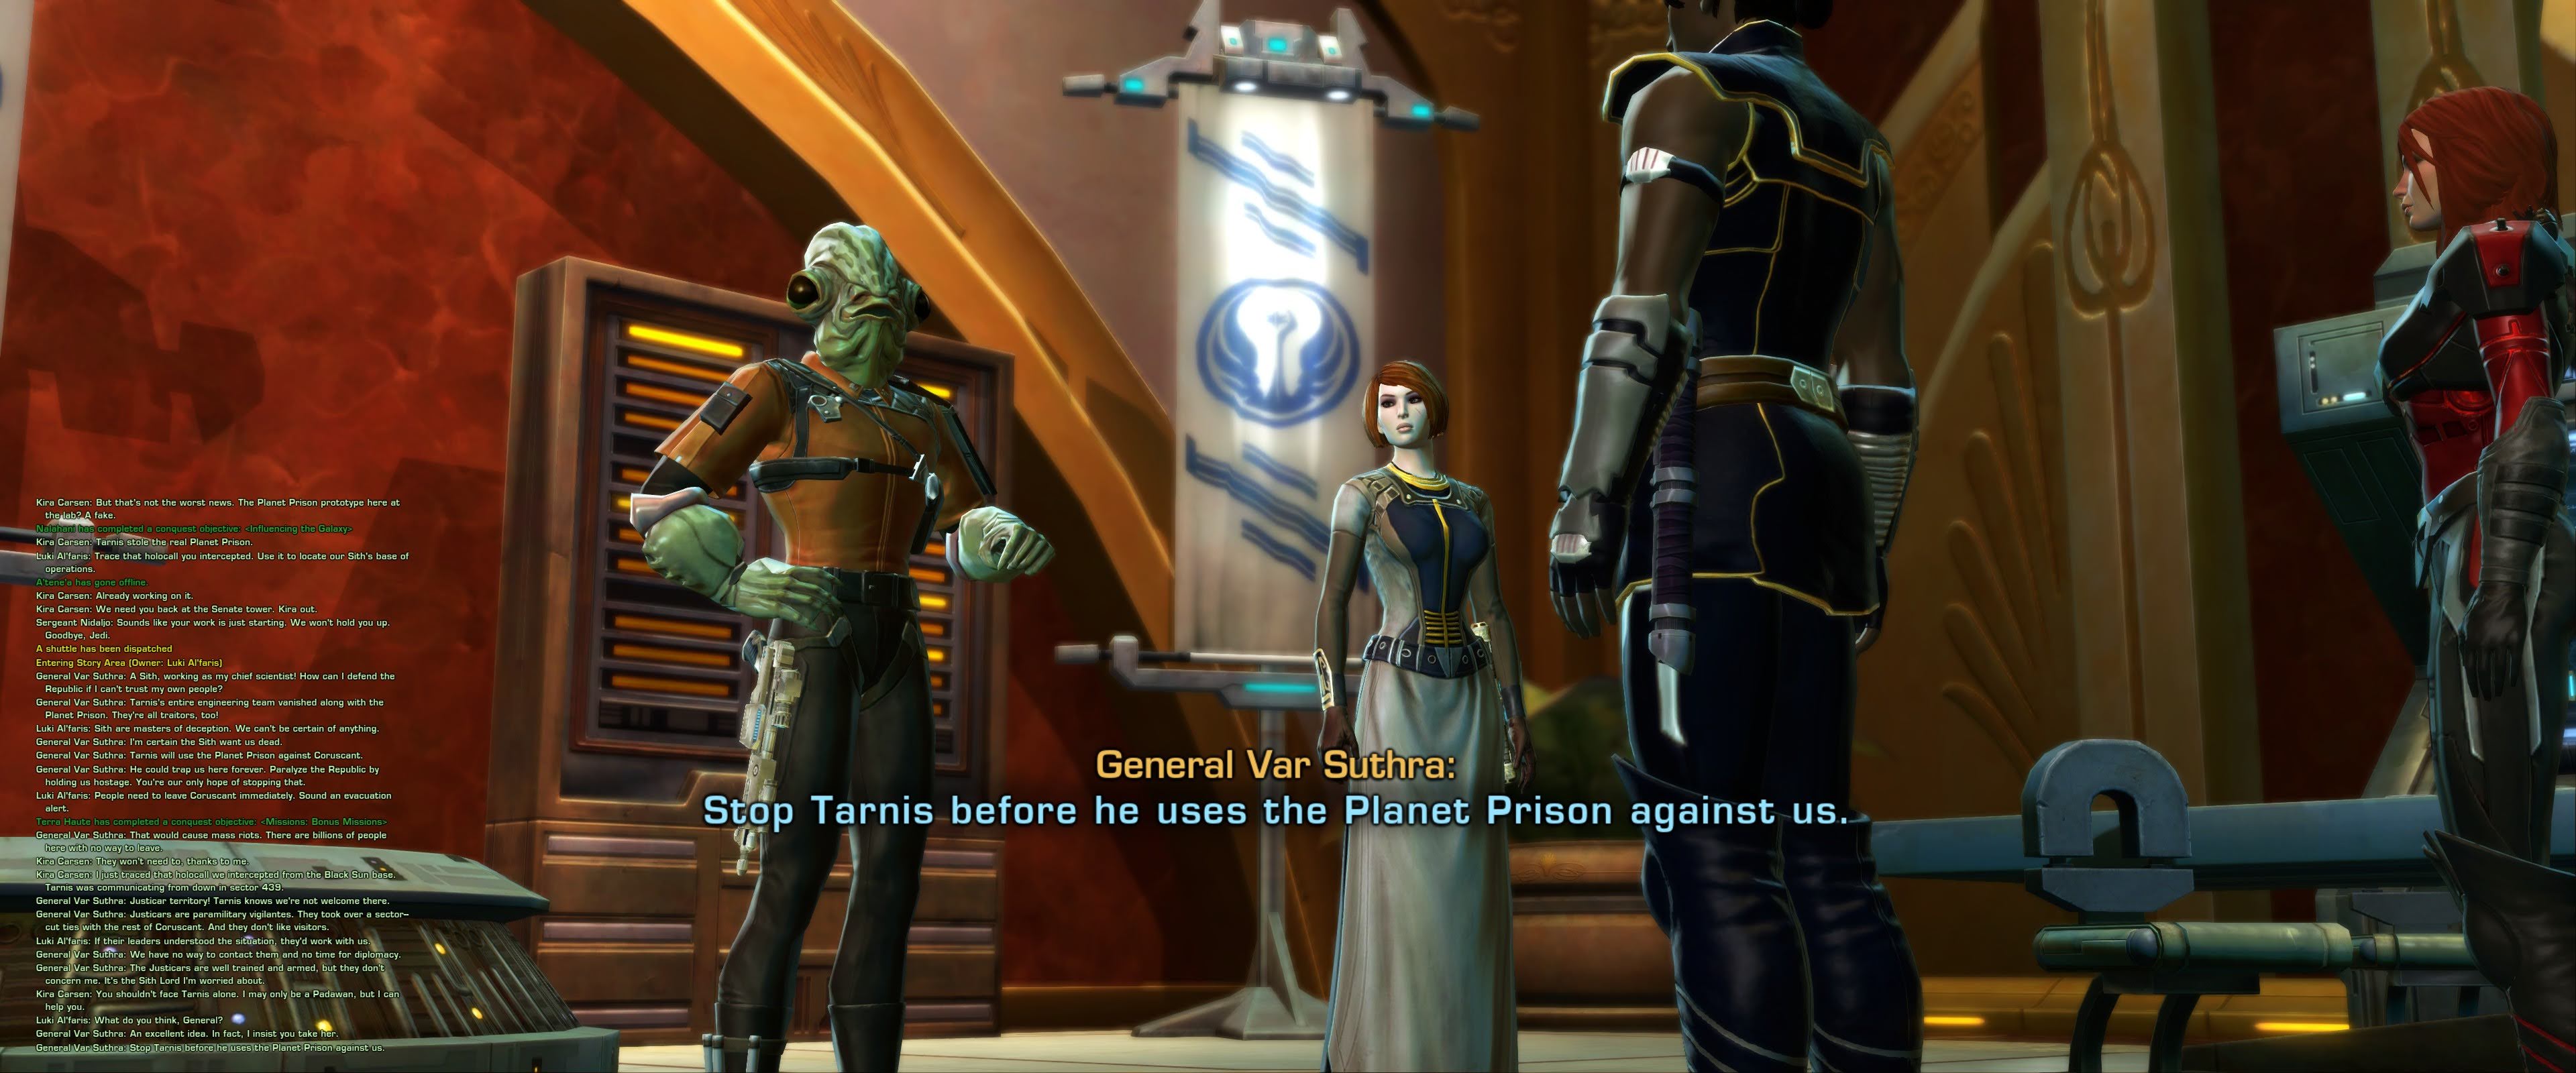 Kira Carsen: But that's not the worst news. The Planet Prison prototype here at
the lab? A fake.
Nalahani has completed a conquest objective: <Influencing the Galaxy>
Kira Carsen: Tarnis stole the real Planet Prison.
Luki Al'faris: Trace that holocall you intercepted. Use it to locate our Sith's base of
operations.
A'tene'a has gone offline.
Kira Carsen: Already working on it.
Kira Carsen: We need you back at the Senate tower. Kira out.
Sergeant Nidaljo: Sounds like your work is just starting. We won't hold you up.
Goodbye, Jedi.
A shuttle has been dispatched
Entering Story Area (Owner: Luki Al'faris)
General Var Suthra: A Sith, working as my chief scientist! How can I defend the
Republic if I can't trust my own people?
General Var Suthra: Tarnis's entire engineering team vanished along with the
Planet Prison. They're all traitors, too!
Luki Al'faris: Sith are masters of deception. We can't be certain of anything.
General Var Suthra: I'm certain the Sith want us dead.
General Var Suthra: Tarnis will use the Planet Prison against Coruscant.
General Var Suthra: He could trap us here forever. Paralyze the Republic by
holding us hostage. You're our only hope of stopping that.
Luki Al'faris: People need to leave Coruscant immediately. Sound an evacuation
alert.
Terra Haute has completed a conquest objective: <Missions: Bonus Missions>
General Var Suthra: That would cause mass riots. There are billions of people
here with no way to leave.
Kira Carsen: They won't need to, thanks to me.
Kira Carsen: I just traced that holocall we intercepted from the Black Sun base.
Tarnis was communicating from down in sector 439.
General Var Suthra: Justicar territory! Tarnis knows we're not welcome there.
General Var Suthra: Justicars are paramilitary vigilantes. They took over a sector--
cut ties with the rest of Coruscant. And they don't like visitors.
Luki Al'faris: If their leaders understood the situation, they'd work with us.
General Var Suthra: We have no way to contact them and no time for diplomacy.
General Var Suthra: The Justicars are well trained and armed, but they don't
concern me. It's the Sith Lord I'm worried about.
Kira Carsen: You shouldn't face Tarnis alone. I may only be a Padawan, but I can
help you.
Luki Al'faris: What do you think, General?
General Var Suthra: An excellent idea. In fact, I insist you take her.
General Var Suthra: Stop Tarnis before he uses the Planet Prison against us.
General Var Suthra:
Stop Tarnis before he uses the Planet Prison against us.